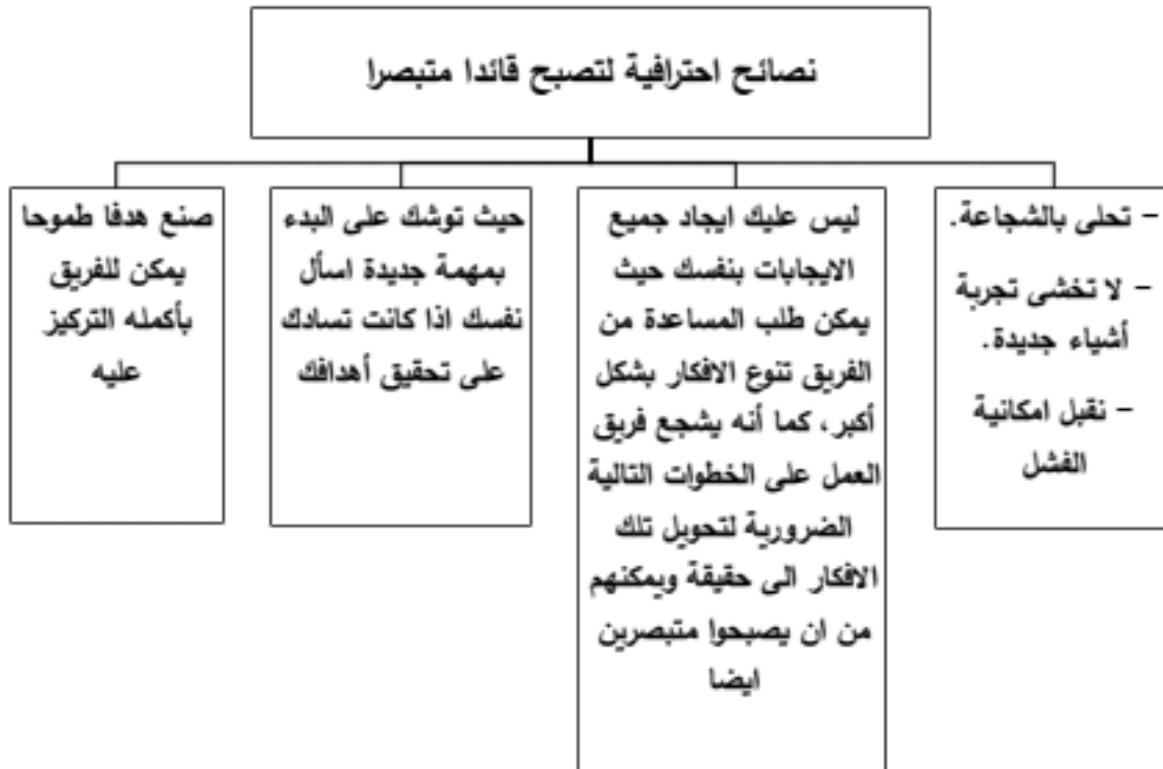 نصائح احترافية لتصبح قائدا متبصرا
- تحلى بالشجاعة.
- لا تخشى تجربة
أشياء جديدة.
- نقبل امكانية
الفشل
ليس عليك ايجاد جميع
الايجابات بنفسك حيث
يمكن طلب المساعدة من
الفريق تنوع الافكار بشكل
أكبر، كما أنه يشجع فريق
العمل على الخطوات التالية
الضرورية لتحويل تلك
الافكار الى حقيقة ويمكنهم
من ان يصبحوا متبصرين
ايضا
حيث توشك على البدء
بمهمة جديدة اسأل
نفسك اذا كانت تسادك
على تحقيق أهدافك
صنع هدفا طموحا
يمكن للفريق
بأكمله التركيز
عليه